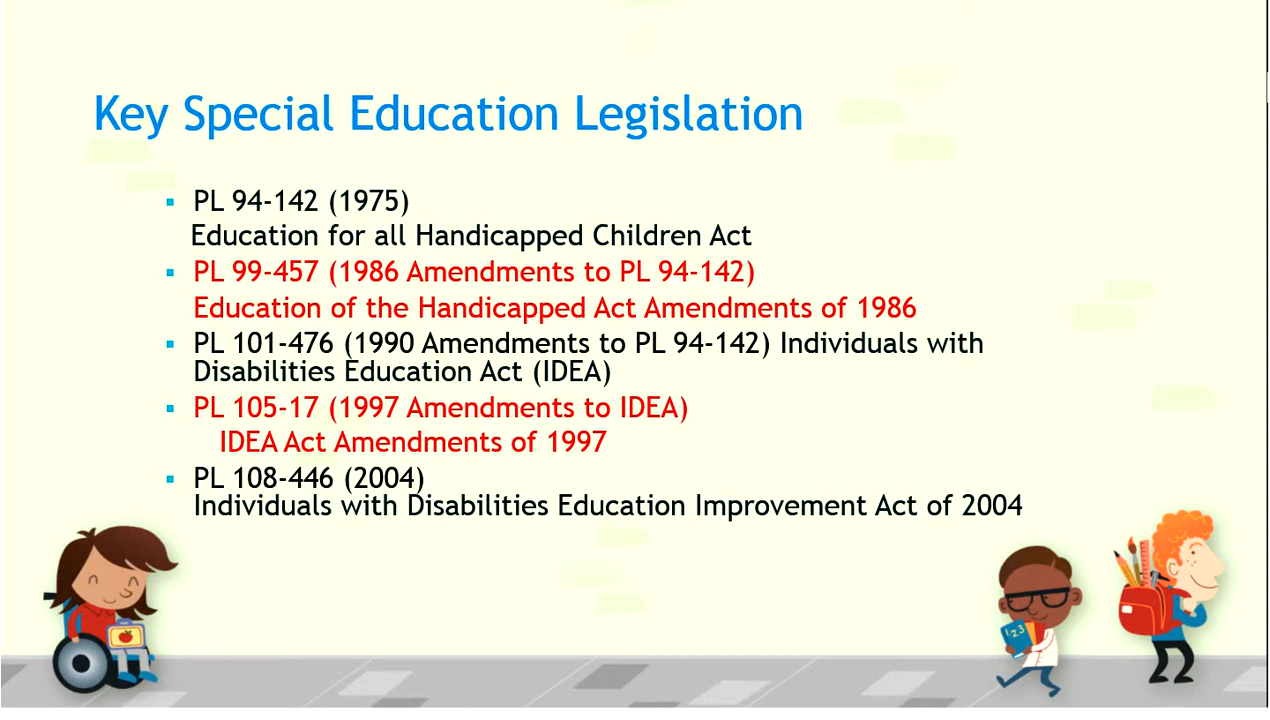 Key Special Education Legislation
▪ PL 94-142 (1975)
Education for all Handicapped Children Act
▪ PL 99-457 (1986 Amendments to PL 94-142)
Education of the Handicapped Act Amendments of 1986
▪ PL 101-476 (1990 Amendments to PL 94-142) Individuals with
Disabilities Education Act (IDEA)
▪ PL 105-17 (1997 Amendments to IDEA)
IDEA Act Amendments of 1997
▪ PL 108-446 (2004)
Individuals with Disabilities Education Improvement Act of 2004
123